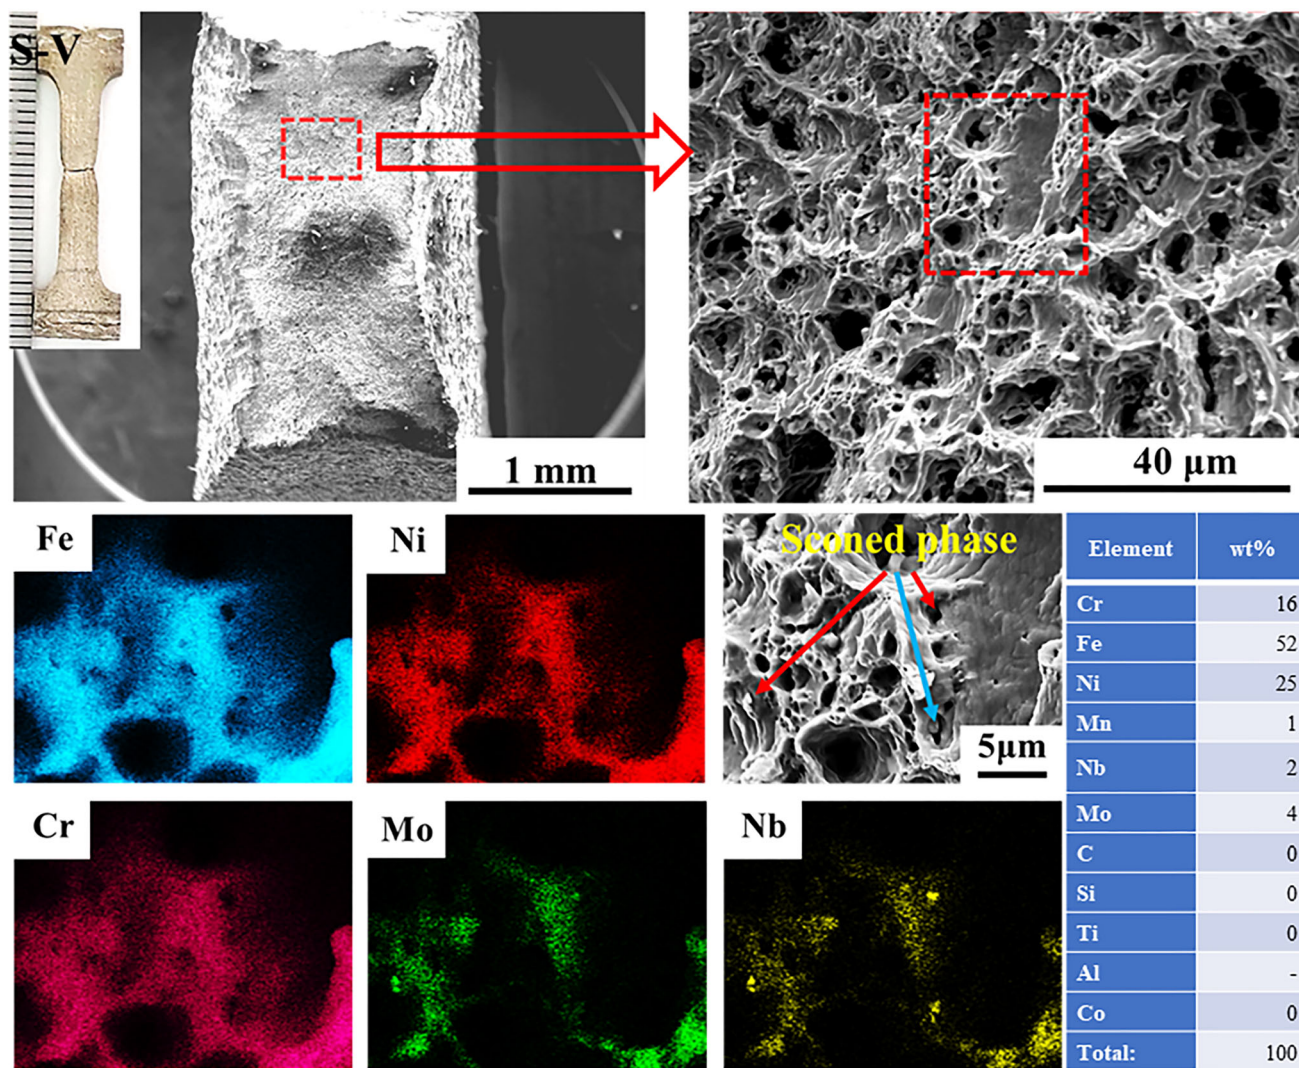 S-V
1 mm
40 μm
Fe
Ni
Sconed phase
5μm
Cr
Mo
Nb
Element wt%
Cr 16
Fe 52
Ni 25
Mn 1
Nb 2
Mo 4
C 0
Si 0
Ti 0
Al -
Co 0
Total: 100